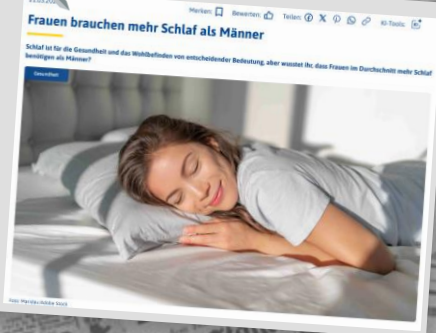 Merken: Bewerten: Teilen: KI-Tools:
Frauen brauchen mehr Schlaf als Männer
Schlaf ist für die Gesundheit und das Wohlbefinden von entscheidender Bedeutung, aber wusstet ihr, dass Frauen im Durchschnitt mehr Schlaf
benötigen als Männer?
Gesundheit